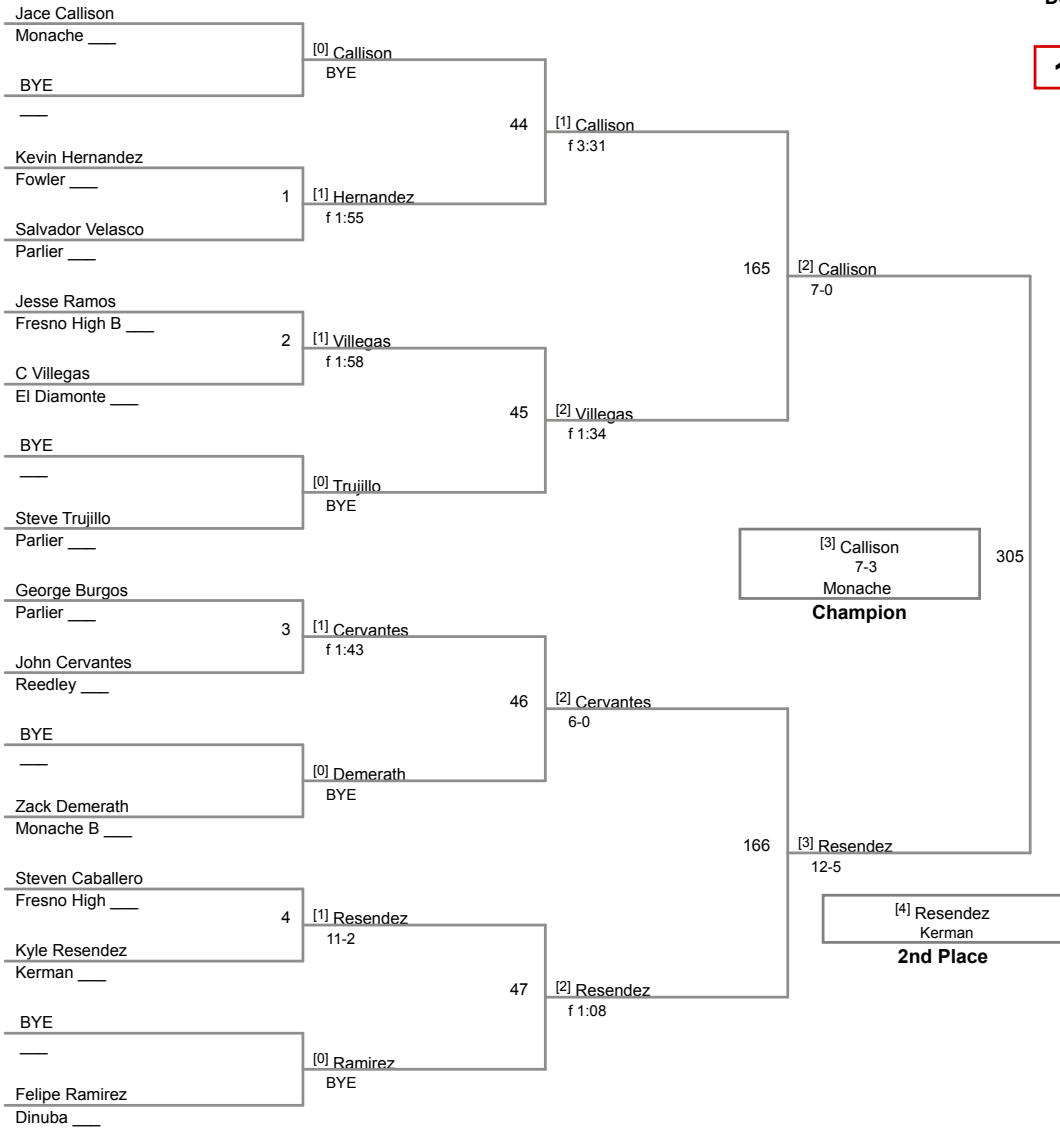 Jace Callison
Monache ___
BYE
___
Kevin Hernandez
Fowler ___
Salvador Velasco
Parlier ___
Jesse Ramos
Fresno High B ___
C Villegas
El Diamonte ___
BYE
___
Steve Trujillo
Parlier ___
George Burgos
Parlier ___
John Cervantes
Reedley ___
BYE
___
Zack Demerath
Monache B ___
Steven Caballero
Fresno High ___
Kyle Resendez
Kerman ___
BYE
___
Felipe Ramirez
Dinuba ___
[0] Callison
BYE
1
[1] Hernandez
f 1:55
2
[1] Villegas
f 1:58
[0] Trujillo
BYE
3
[1] Cervantes
f 1:43
[0] Demerath
BYE
4
[1] Resendez
11-2
[0] Ramirez
BYE
44
[1] Callison
f 3:31
45
[2] Villegas
f 1:34
46
[2] Cervantes
6-0
47
[2] Resendez
f 1:08
165
[2] Callison
7-0
166
[3] Resendez
12-5
305
[3] Callison
7-3
Monache
Champion
[4] Resendez
Kerman
2nd Place